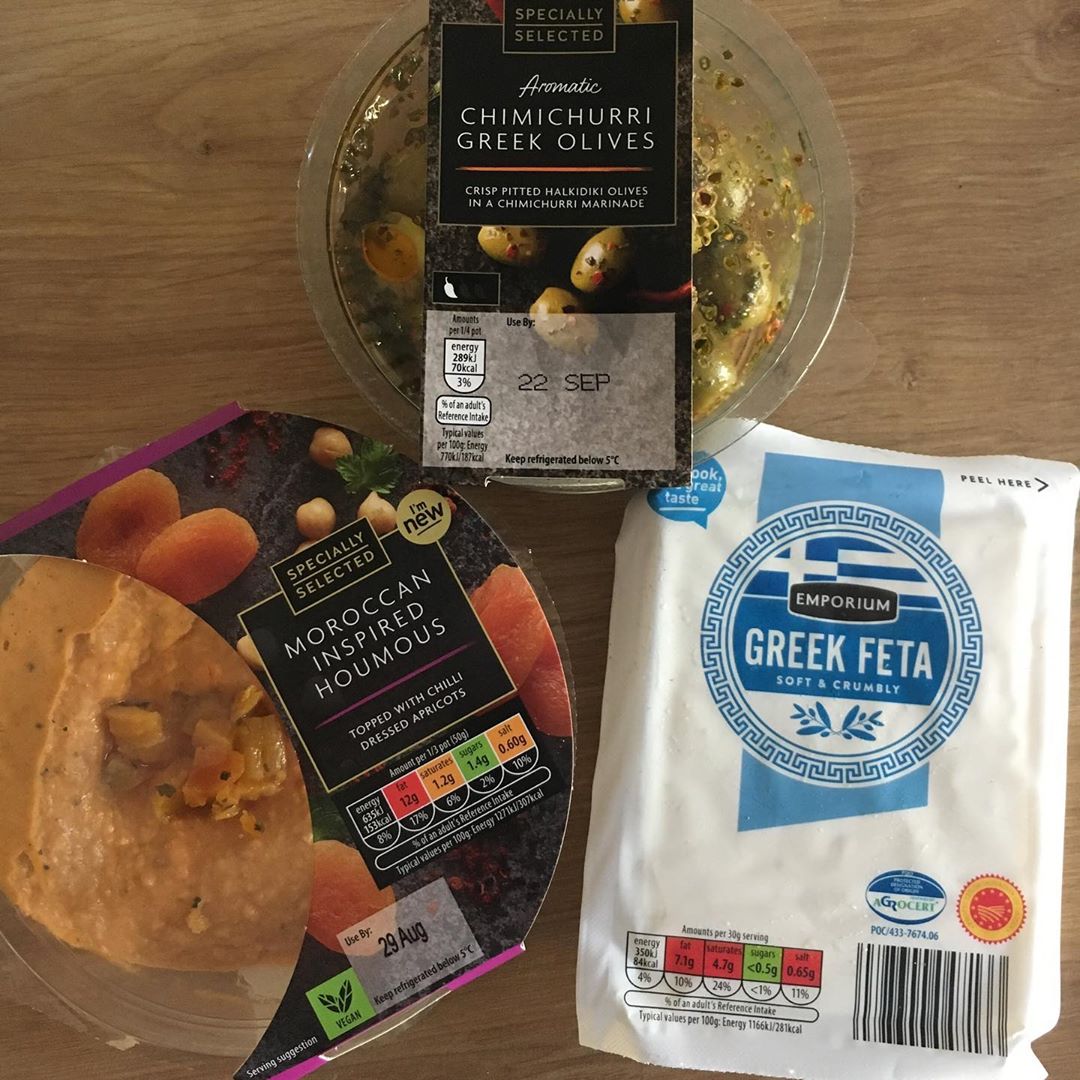 SPECIALLY
SELECTED
Aromatic
CHIMICHURRI
GREEK OLIVES
CRISP PITTED HALKIDIKI OLIVES
IN A CHIMICHURRI MARINADE
Amounts
per 1/4 pot
energy
289kJ
70kcal
3%
% of an adult's
Reference Intake
Typical values
per 100g: Energy
770kJ/187kcal
Use By:
22 SEP
Keep refrigerated below 5°C
I'm
new
SPECIALLY
SELECTED
MOROCCAN
INSPIRED
HOUMOUS
TOPPED WITH CHILLI
DRESSED APRICOTS
Amount per 1/3 pot (50g)
energy fat saturates sugars salt
635kJ 12g 1.2g 1.4g 0.60g
153kcal
8% 17% 6% 2% 10%
% of an adult's Reference Intake
Typical values per 100g: Energy 1271kJ/307kcal
Use By:
29 Aug
Keep refrigerated below 5°C
VEGAN
Serving suggestion
great
taste
PEEL HERE >
EMPORIUM
GREEK FETA
SOFT & CRUMBLY
PROTECTED
DESIGNATION
OF ORIGIN
AGROCERT
POC/433-7674.06
Amounts per 30g serving
energy fat saturates sugars salt
350kJ 7.1g 4.7g <0.5g 0.65g
84kcal
4% 10% 24% <1% 11%
% of an adult's Reference Intake
Typical values per 100g: Energy 1166kJ/281kcal